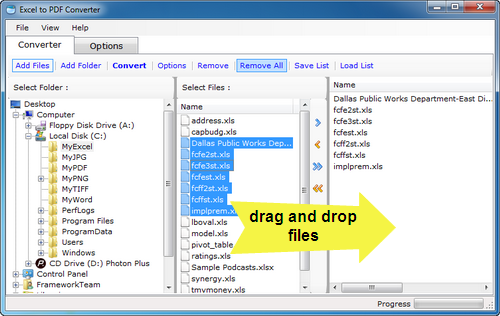 Excel to PDF Converter
File View Help
Converter Options
Add Files Add Folder Convert Options Remove Remove All Save List Load List
Select Folder :
Desktop
Computer
Floppy Disk Drive (A:)
Local Disk (C:)
MyExcel
MyJPG
MyPDF
MyPNG
MyTIFF
MyWord
PerfLogs
Program Files
ProgramData
Users
Windows
CD Drive (D:) Photon Plus
Control Panel
FrameworkTeam
Select Files :
Name
address.xls
capbudg.xls
Dallas Public Works Dep...
fcfe2st.xls
fcfe3st.xls
fcfest.xls
fcff2st.xls
fcffst.xls
implprem.xls
lboval.xls
model.xls
pivot_table
ratings.xls
Sample Podcasts.xlsx
synergy.xls
tmvmoney.xls
Name
Dallas Public Works Department-East Di...
fcfe2st.xls
fcfe3st.xls
fcfest.xls
fcff2st.xls
fcffst.xls
implprem.xls
drag and drop
files
Progress